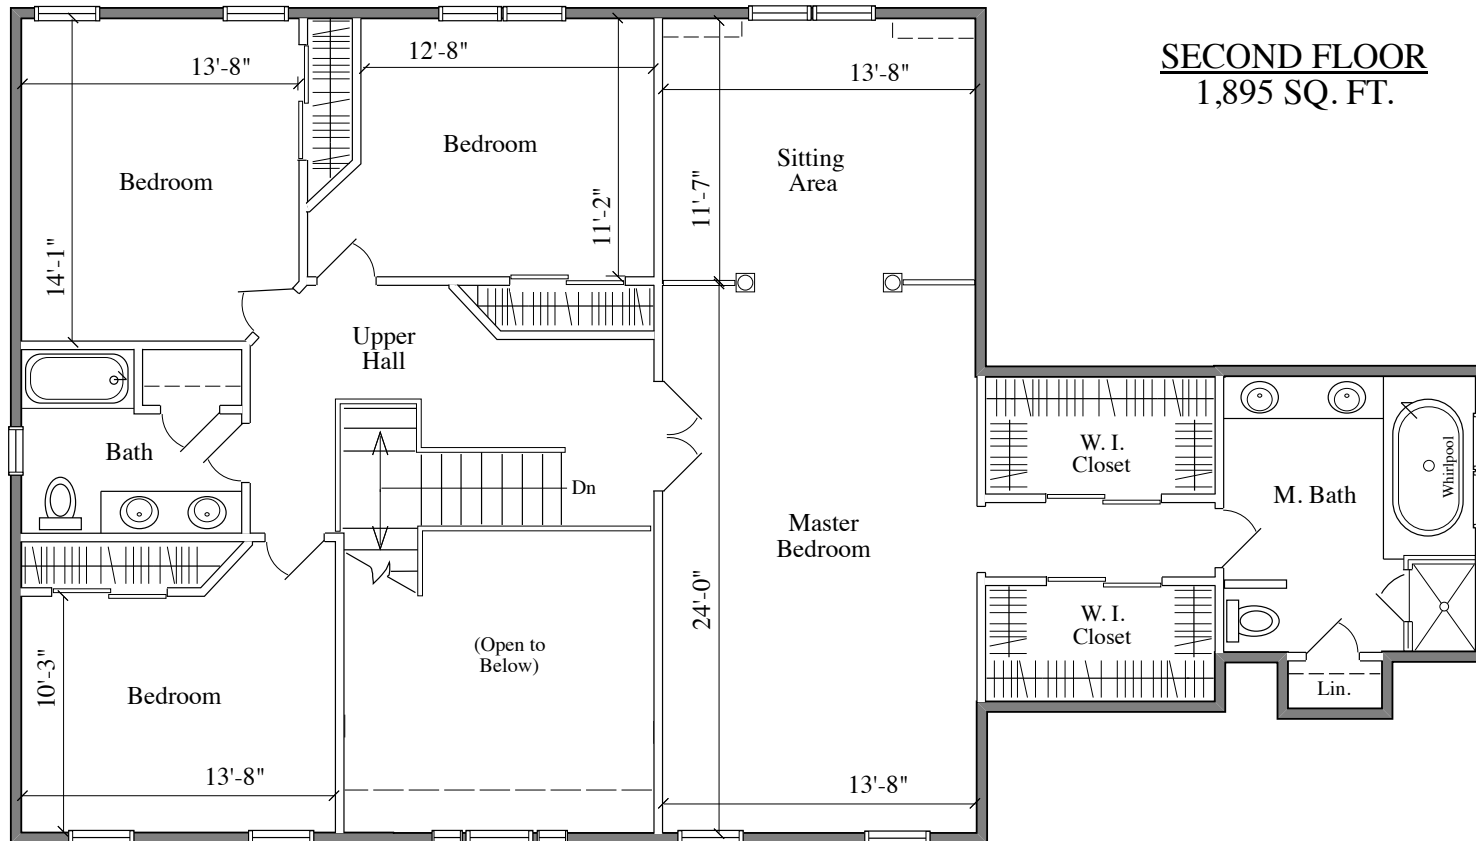 SECOND FLOOR
1,895 SQ. FT.
13'-8"
12'-8"
13'-8"
Bedroom
Bedroom
Sitting
Area
11'-7"
11'-2"
14'-1"
Upper
Hall
Bath
Dn
W. I.
Closet
M. Bath
Whirlpool
Master
Bedroom
24'-0"
W. I.
Closet
(Open to
Below)
10'-3"
Bedroom
Lin.
13'-8"
13'-8"